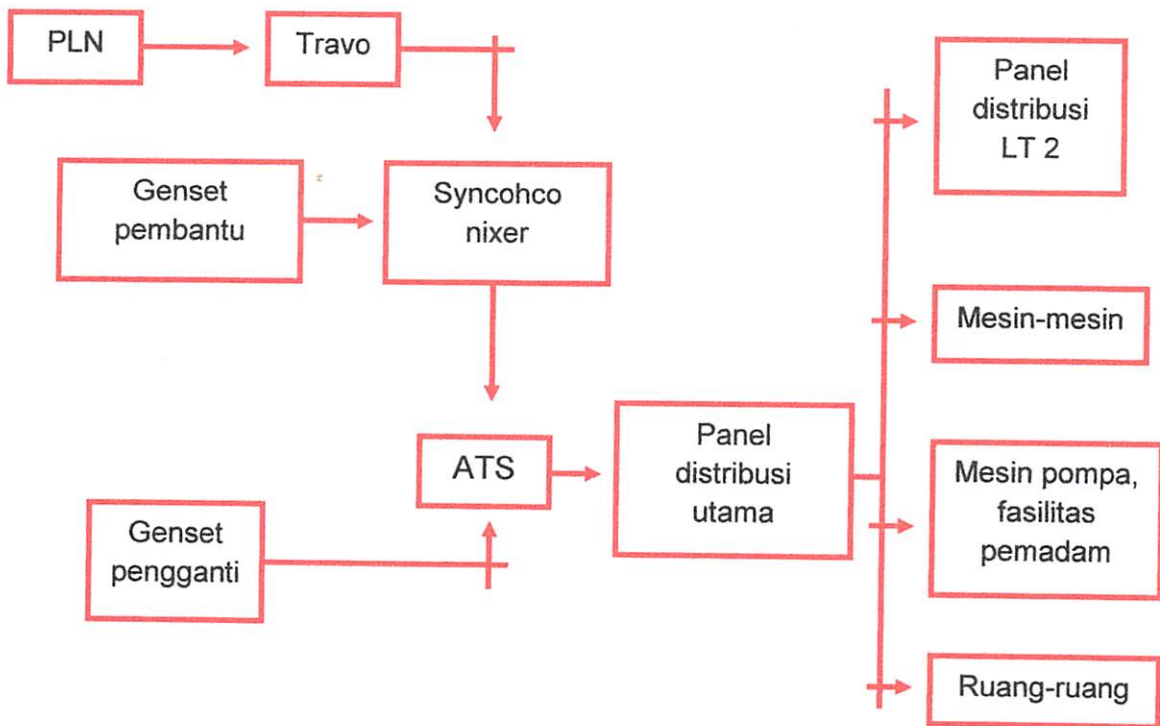 PLN
Travo
Genset
pembantu
Syncohco
nixer
ATS
Genset
pengganti
Panel
distribusi
utama
Panel
distribusi
LT 2
Mesin-mesin
Mesin pompa,
fasilitas
pemadam
Ruang-ruang